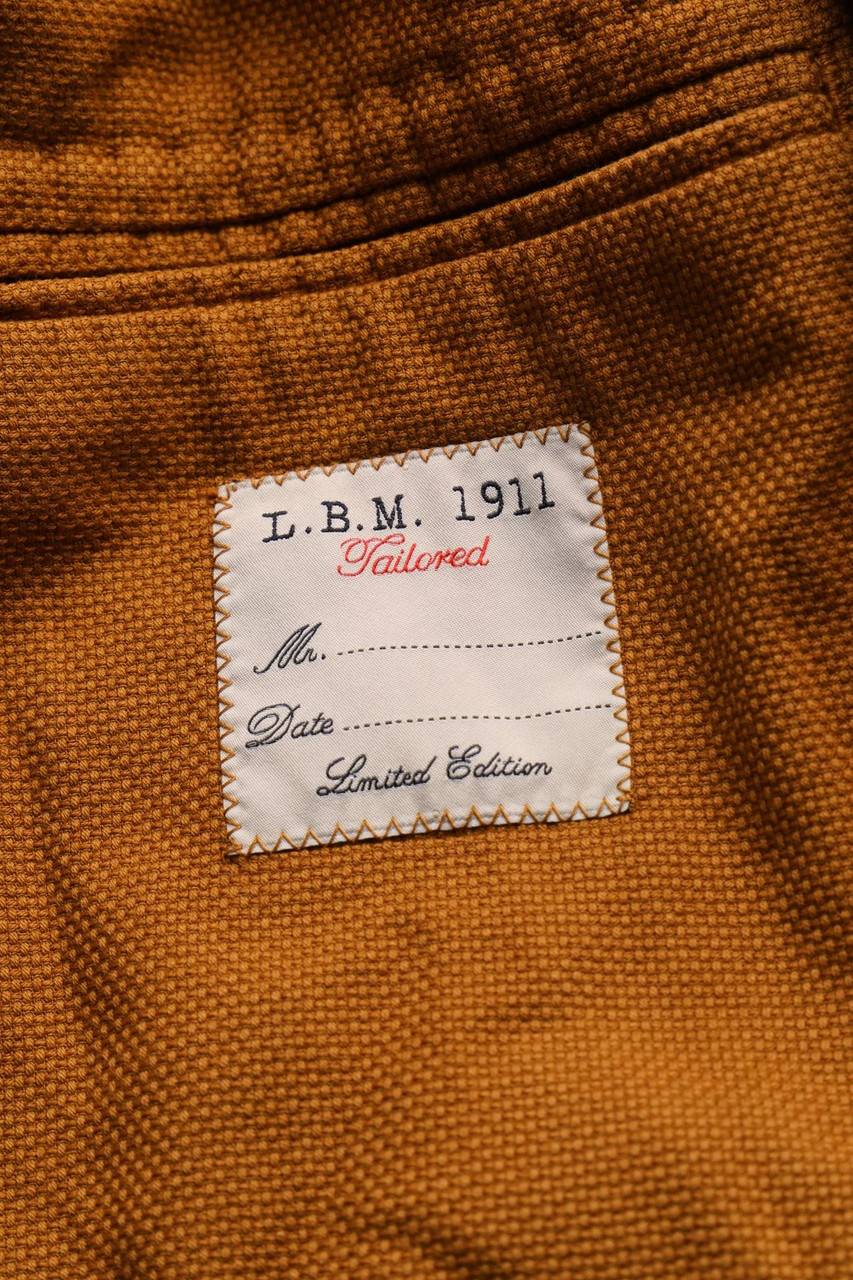 L.B.M. 1911
Tailored
Mr. ........................................
Date ........................................
Limited Edition